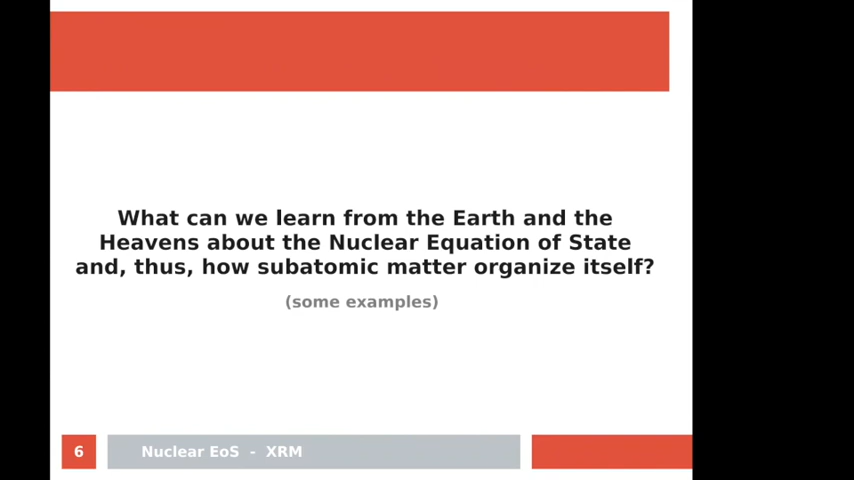 What can we learn from the Earth and the
Heavens about the Nuclear Equation of State
and, thus, how subatomic matter organize itself?
(some examples)
6
Nuclear EoS - XRM